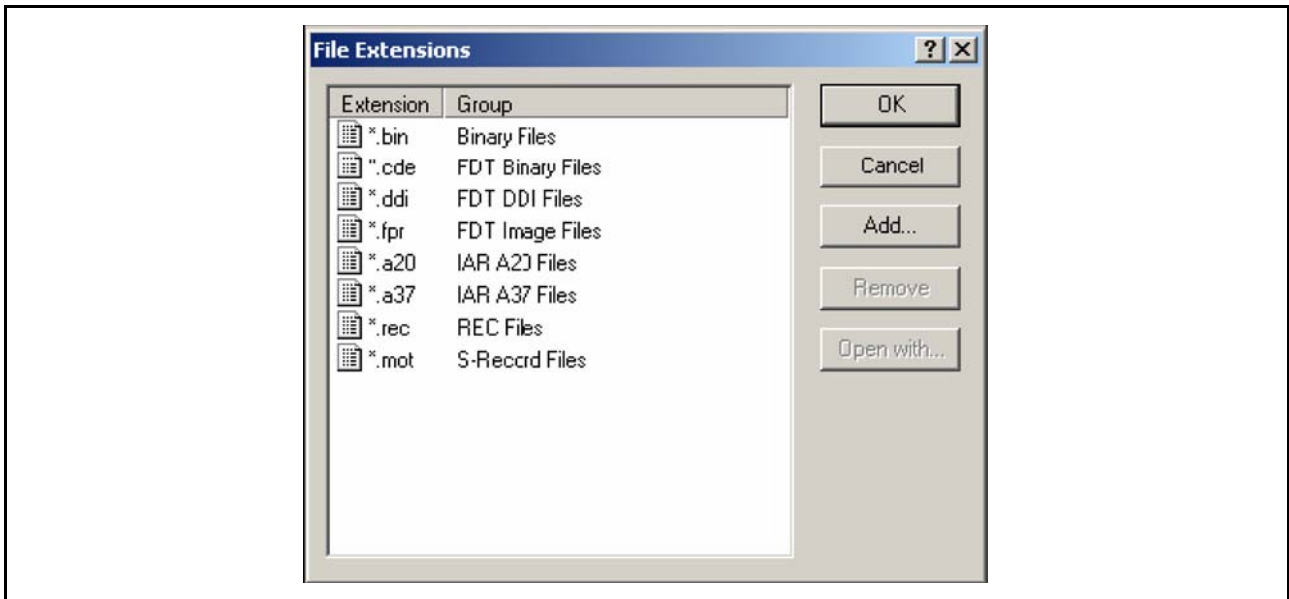 File Extensions
Extension Group
*.bin Binary Files
*.cde FDT Binary Files
*.ddi FDT DDI Files
*.fpr FDT Image Files
*.a20 IAR A20 Files
*.a37 IAR A37 Files
*.rec REC Files
*.mot S-Record Files
OK
Cancel
Add...
Remove
Open with...